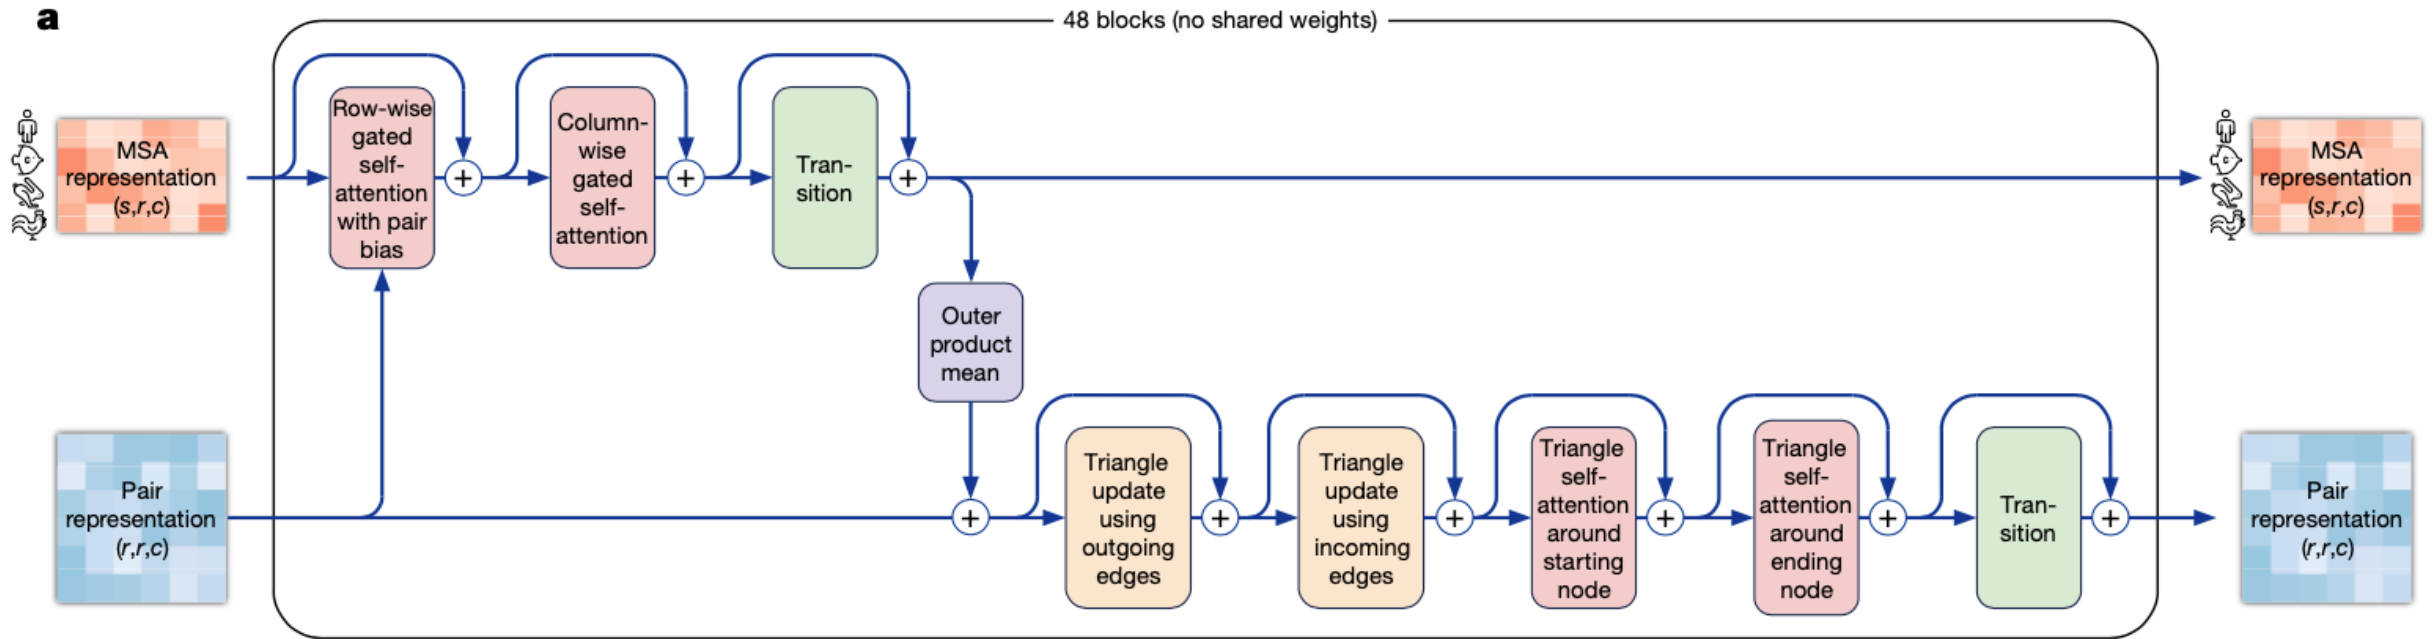 a
48 blocks (no shared weights)
MSA
representation
(s,r,c)
Row-wise
gated
self-
attention
with pair
bias
+
Column-
wise
gated
self-
attention
+
Tran-
sition
+
MSA
representation
(s,r,c)
Outer
product
mean
Pair
representation
(r,r,c)
+
Triangle
update
using
outgoing
edges
+
Triangle
update
using
incoming
edges
+
Triangle
self-
attention
around
starting
node
+
Triangle
self-
attention
around
ending
node
+
Tran-
sition
+
Pair
representation
(r,r,c)